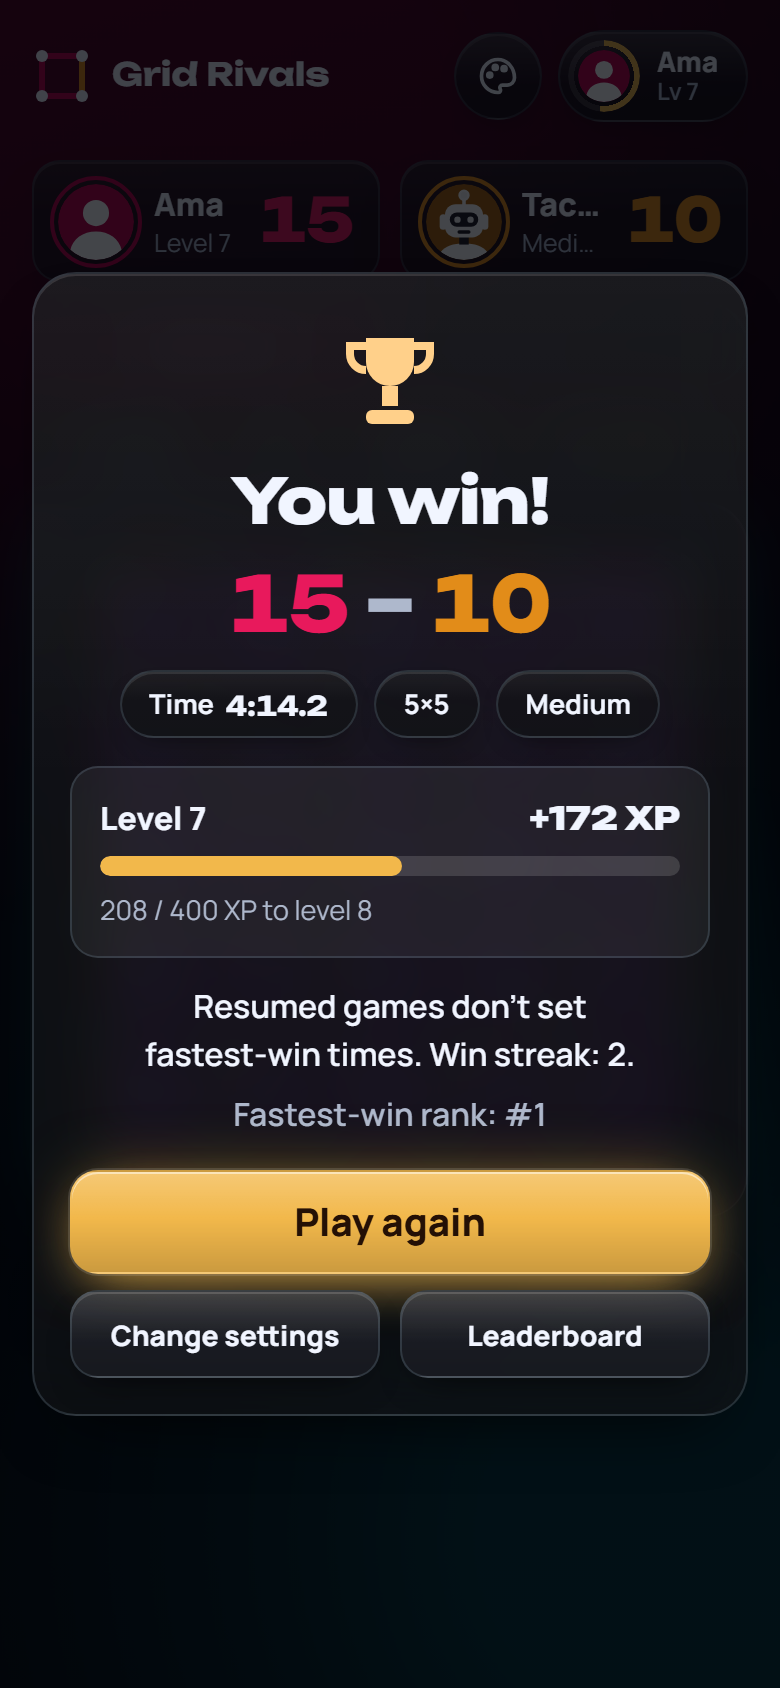 Grid Rivals
Ama
Lv 7
Ama
Level 7
15
Tac...
Medi...
10
You win!
15 – 10
Time 4:14.2
5×5
Medium
Level 7
+172 XP
208 / 400 XP to level 8
Resumed games don’t set
fastest-win times. Win streak: 2.
Fastest-win rank: #1
Play again
Change settings
Leaderboard